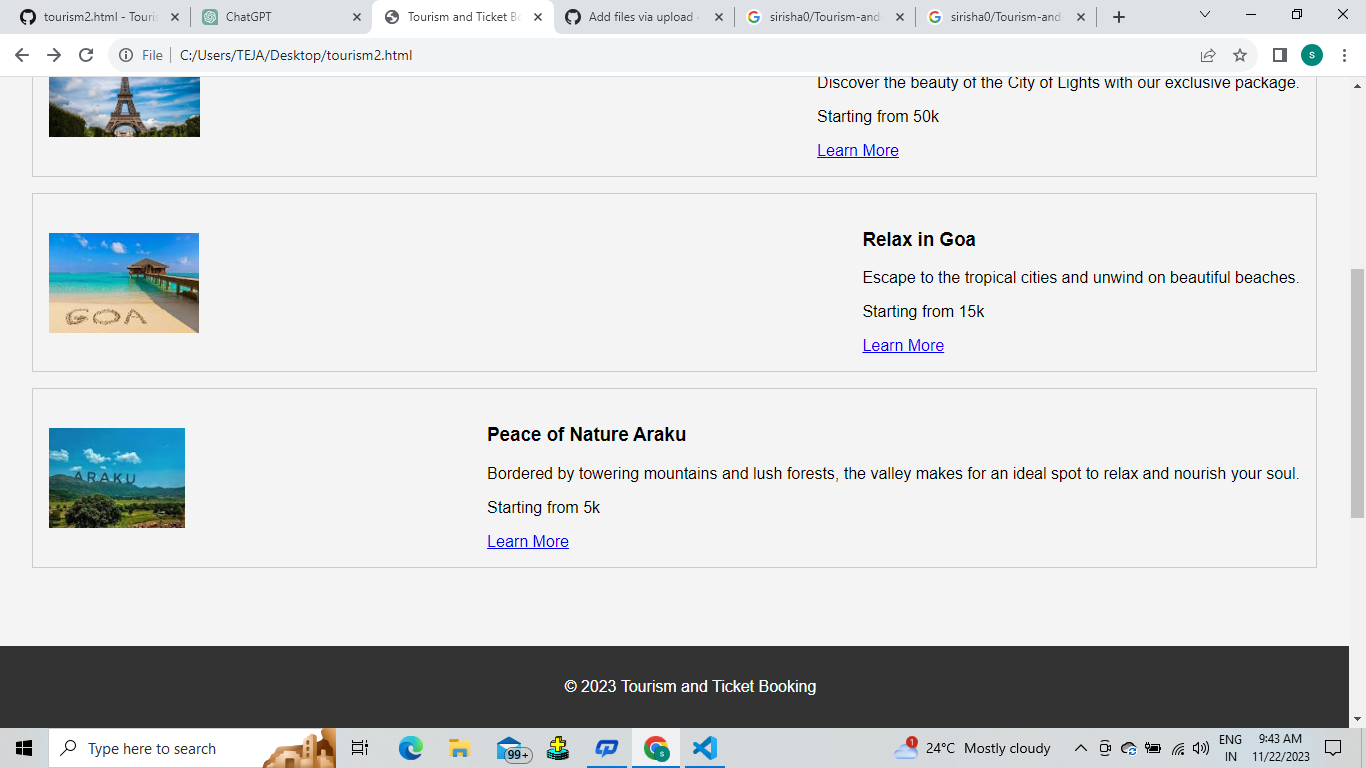 tourism2.html - Touris
ChatGPT
Tourism and Ticket Bo
Add files via upload ·
sirisha0/Tourism-and-
sirisha0/Tourism-and-
File
C:/Users/TEJA/Desktop/tourism2.html
s
Discover the beauty of the City of Lights with our exclusive package.
Starting from 50k
Learn More
GOA
Relax in Goa
Escape to the tropical cities and unwind on beautiful beaches.
Starting from 15k
Learn More
ARAKU
Peace of Nature Araku
Bordered by towering mountains and lush forests, the valley makes for an ideal spot to relax and nourish your soul.
Starting from 5k
Learn More
© 2023 Tourism and Ticket Booking
Type here to search
99+
s
1
24°C Mostly cloudy
ENG
IN
9:43 AM
11/22/2023